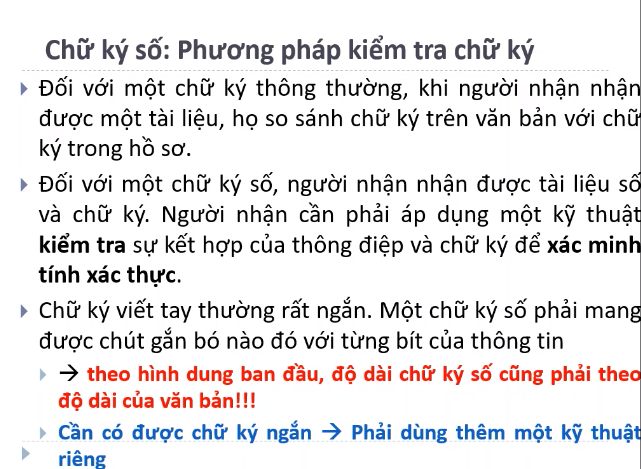 Chữ ký số: Phương pháp kiểm tra chữ ký
Đối với một chữ ký thông thường, khi người nhận nhận
được một tài liệu, họ so sánh chữ ký trên văn bản với chữ
ký trong hồ sơ.
Đối với một chữ ký số, người nhận nhận được tài liệu số
và chữ ký. Người nhận cần phải áp dụng một kỹ thuật
kiểm tra sự kết hợp của thông điệp và chữ ký để xác minh
tính xác thực.
Chữ ký viết tay thường rất ngắn. Một chữ ký số phải mang
được chút gắn bó nào đó với từng bít của thông tin
→ theo hình dung ban đầu, độ dài chữ ký số cũng phải theo
độ dài của văn bản!!!
Cần có được chữ ký ngắn → Phải dùng thêm một kỹ thuật
riêng